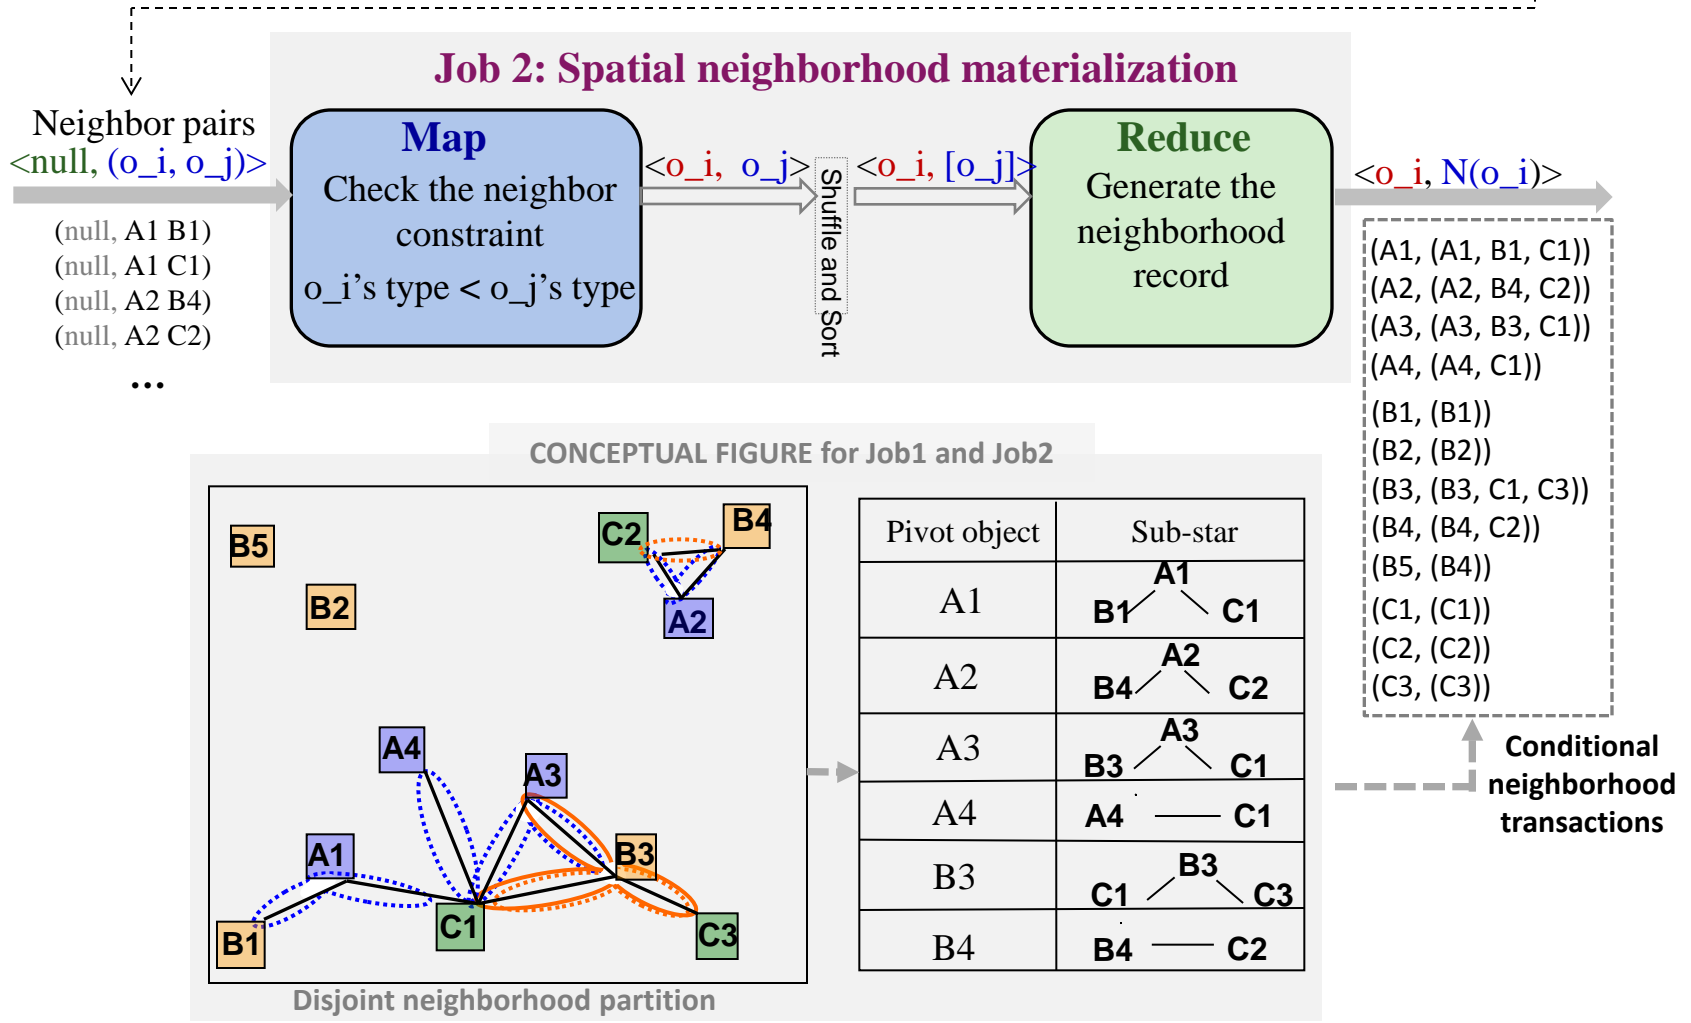 Job 2: Spatial neighborhood materialization
Neighbor pairs
<null, (o_i, o_j)>
(null, A1 B1)
(null, A1 C1)
(null, A2 B4)
(null, A2 C2)
...
Map
Check the neighbor
constraint
o_i's type < o_j's type
<o_i, o_j>
Shuffle and Sort
<o_i, [o_j]>
Reduce
Generate the
neighborhood
record
<o_i, N(o_i)>
(A1, (A1, B1, C1))
(A2, (A2, B4, C2))
(A3, (A3, B3, C1))
(A4, (A4, C1))
(B1, (B1))
(B2, (B2))
(B3, (B3, C1, C3))
(B4, (B4, C2))
(B5, (B4))
(C1, (C1))
(C2, (C2))
(C3, (C3))
Conditional
neighborhood
transactions
CONCEPTUAL FIGURE for Job1 and Job2
B5
B2
C2
B4
A2
A4
A3
A1
B3
B1
C1
C3
Disjoint neighborhood partition
Pivot object Sub-star
A1
A1
B1 C1
A2
A2
B4 C2
A3
A3
B3 C1
A4
A4 C1
B3
B3
C1 C3
B4
B4 C2